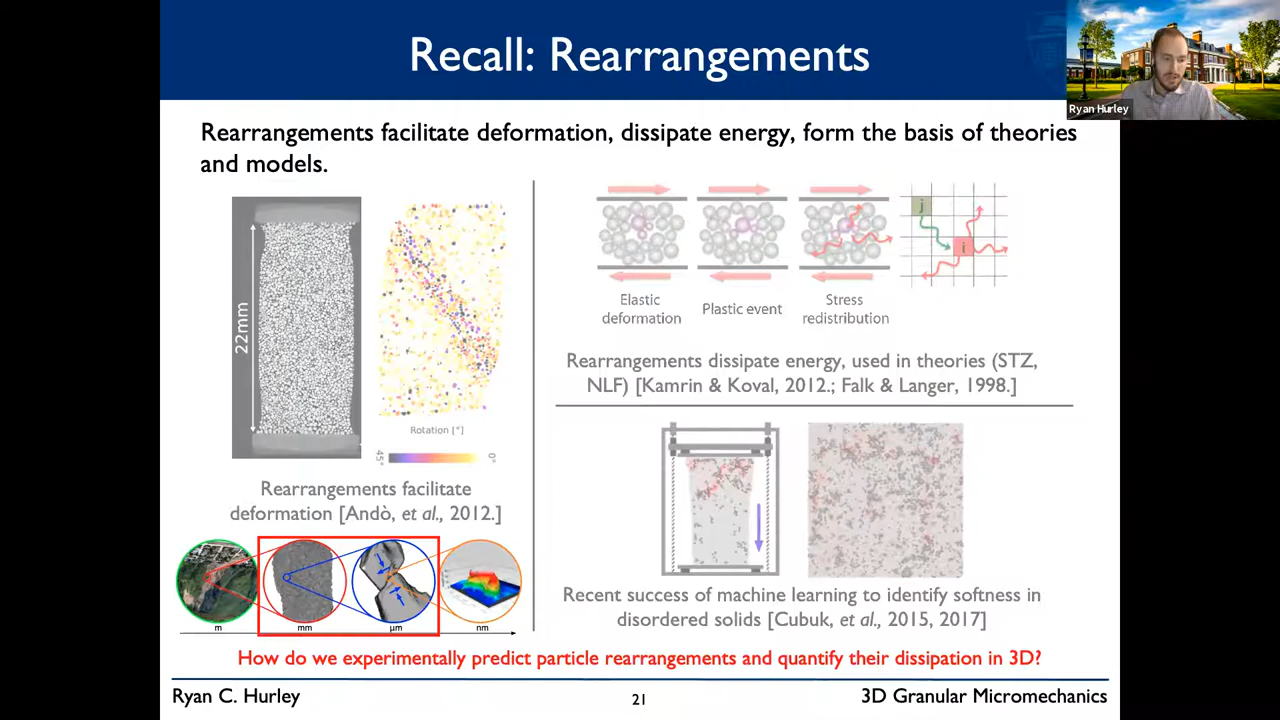 Recall: Rearrangements
Ryan Hurley
Rearrangements facilitate deformation, dissipate energy, form the basis of theories
and models.
22mm
Rotation [°]
45°
0°
Rearrangements facilitate
deformation [Andò, et al., 2012.]
m
mm
µm
nm
j
i
Elastic
deformation
Plastic event
Stress
redistribution
Rearrangements dissipate energy, used in theories (STZ,
NLF) [Kamrin & Koval, 2012.; Falk & Langer, 1998.]
Recent success of machine learning to identify softness in
disordered solids [Cubuk, et al., 2015, 2017]
How do we experimentally predict particle rearrangements and quantify their dissipation in 3D?
Ryan C. Hurley
21
3D Granular Micromechanics